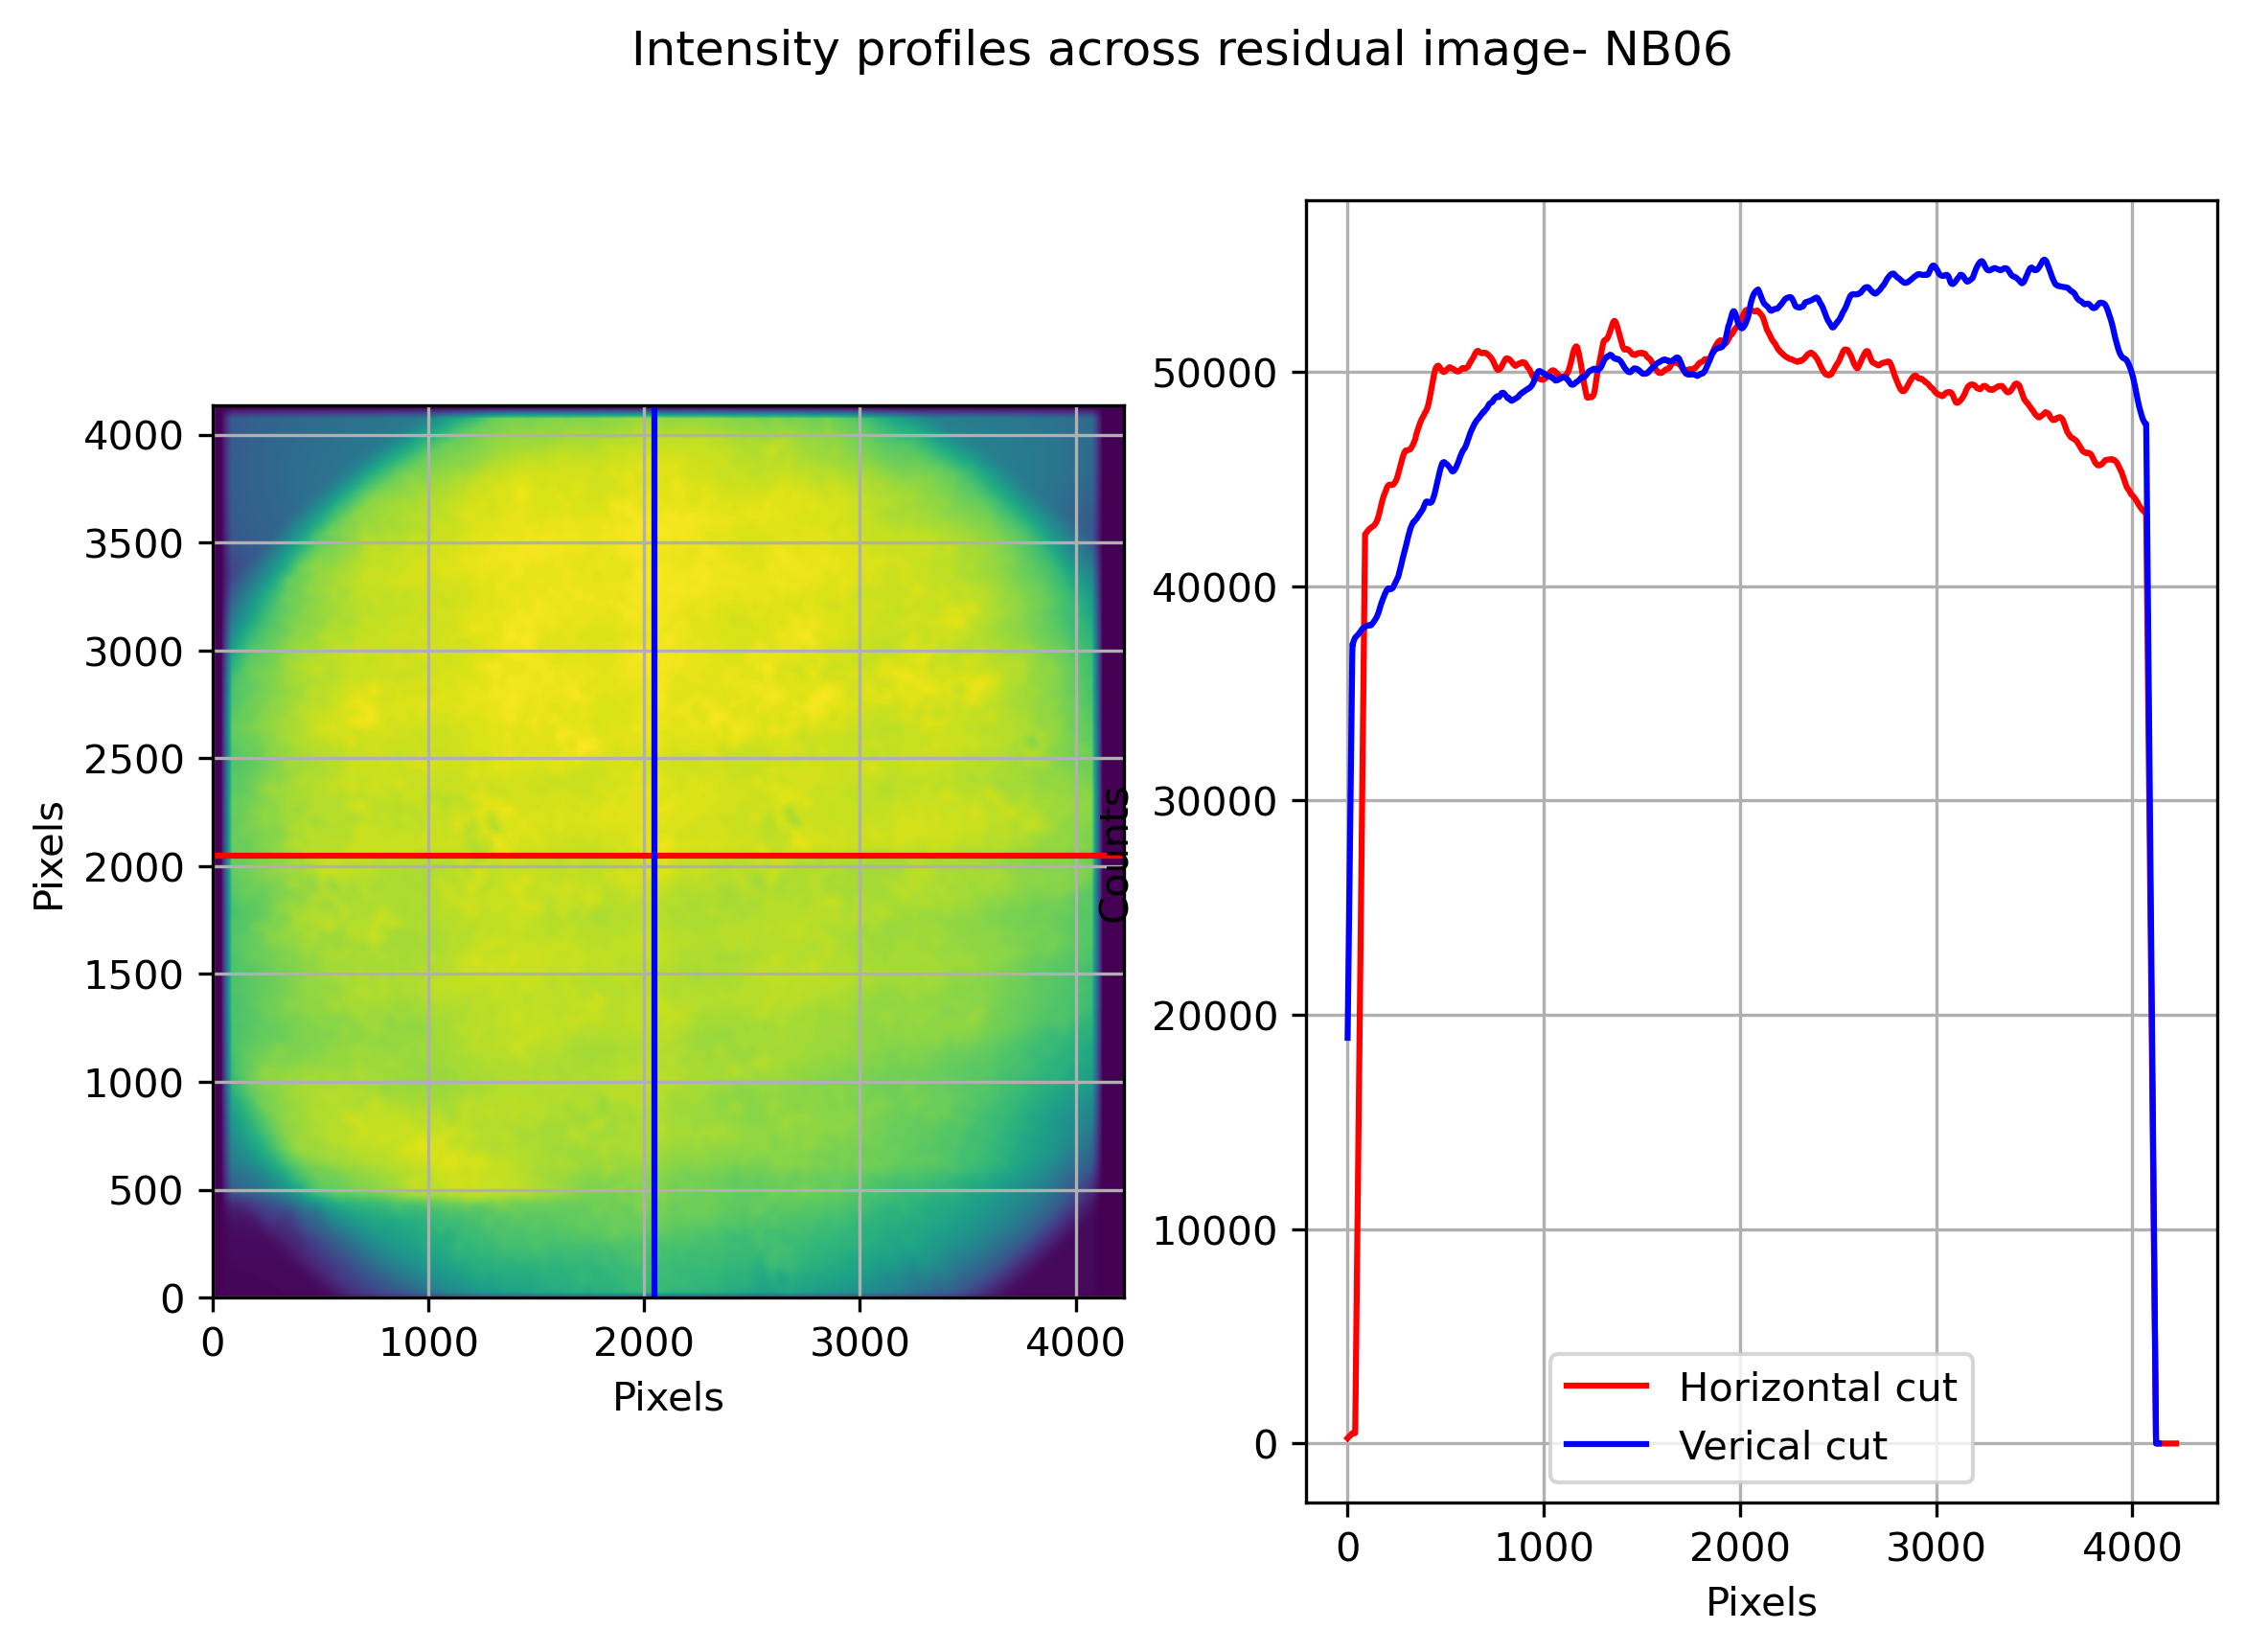 Intensity profiles across residual image- NB06
4000
3500
3000
2500
2000
1500
1000
500
0
Pixels
0 1000 2000 3000 4000
Pixels
50000
40000
30000
20000
10000
0
Counts
Horizontal cut
Verical cut
0 1000 2000 3000 4000
Pixels